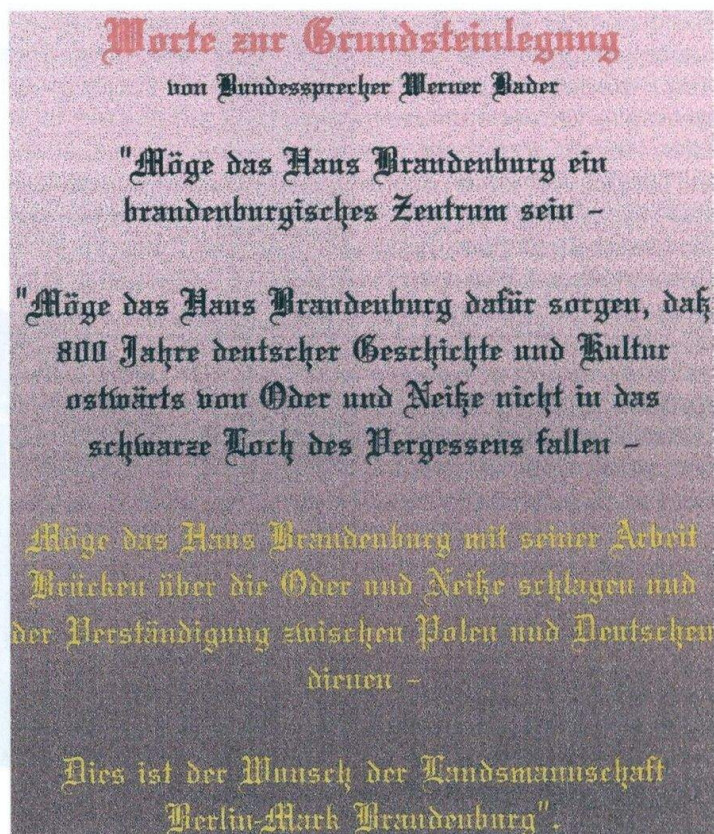 Worte zur Grundsteinlegung
von Bundessprecher Werner Bader
"Möge das Haus Brandenburg ein
brandenburgisches Zentrum sein –
"Möge das Haus Brandenburg dafür sorgen, daß
800 Jahre deutscher Geschichte und Kultur
ostwärts von Oder und Neiße nicht in das
schwarze Loch des Vergessens fallen –
Möge das Haus Brandenburg mit seiner Arbeit
Brücken über die Oder und Neiße schlagen und
der Verständigung zwischen Polen und Deutschen
dienen –
Dies ist der Wunsch der Landsmannschaft
Berlin-Mark Brandenburg".